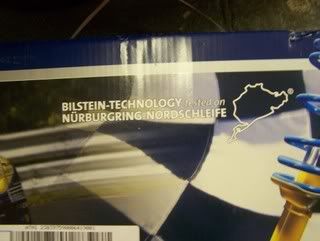 BILSTEIN-TECHNOLOGY tested on
NÜRBURGRING-NORDSCHLEIFE
®